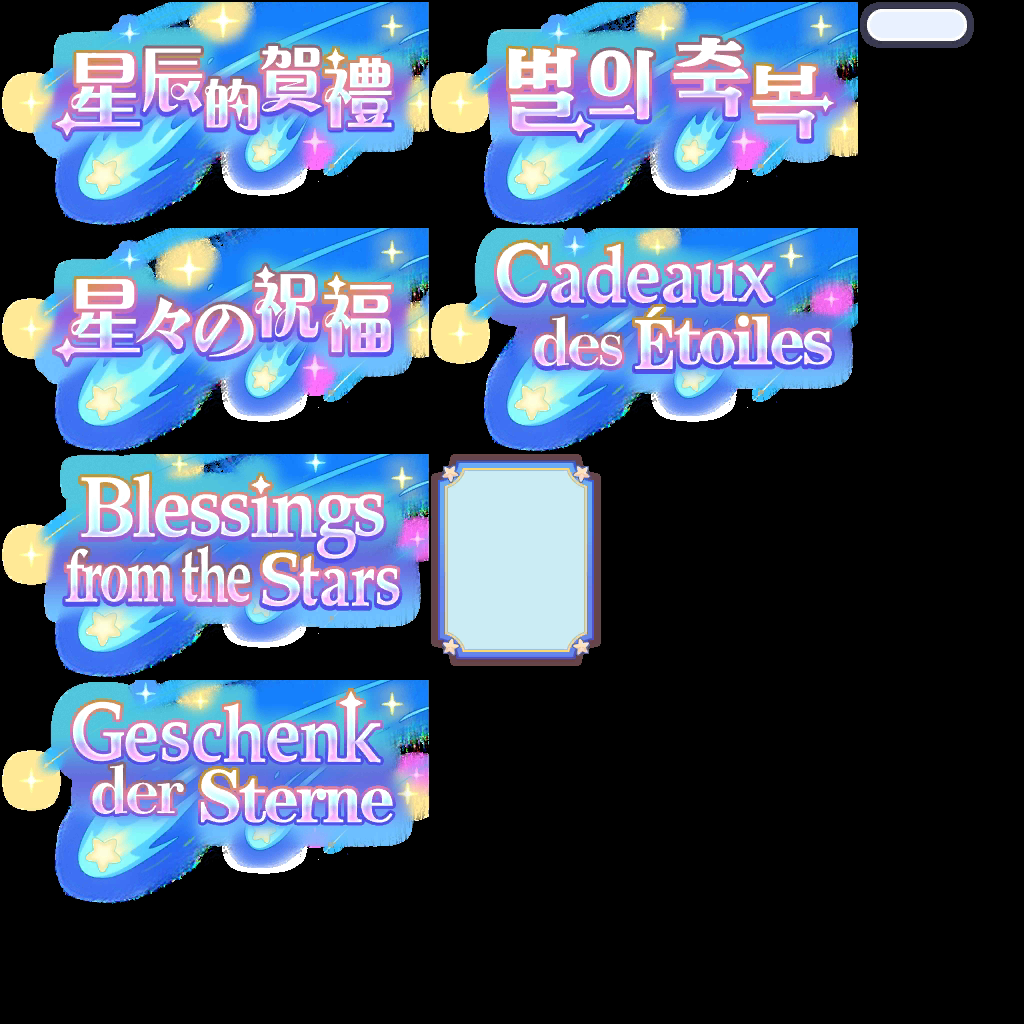 星辰的賀禮
별의 축복
星々の祝福
Cadeaux
des Étoiles
Blessings
from the Stars
Geschenk
der Sterne